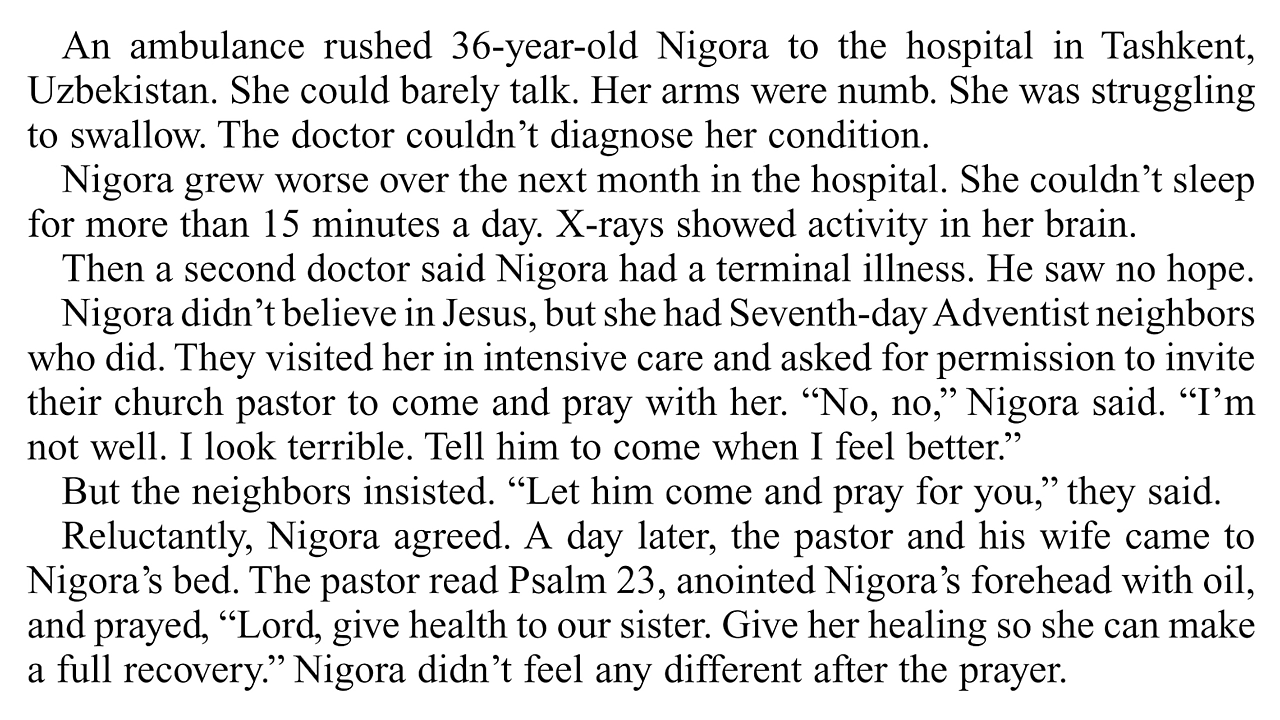 An ambulance rushed 36-year-old Nigora to the hospital in Tashkent,
Uzbekistan. She could barely talk. Her arms were numb. She was struggling
to swallow. The doctor couldn’t diagnose her condition.
Nigora grew worse over the next month in the hospital. She couldn’t sleep
for more than 15 minutes a day. X-rays showed activity in her brain.
Then a second doctor said Nigora had a terminal illness. He saw no hope.
Nigora didn’t believe in Jesus, but she had Seventh-day Adventist neighbors
who did. They visited her in intensive care and asked for permission to invite
their church pastor to come and pray with her. “No, no,” Nigora said. “I’m
not well. I look terrible. Tell him to come when I feel better.”
But the neighbors insisted. “Let him come and pray for you,” they said.
Reluctantly, Nigora agreed. A day later, the pastor and his wife came to
Nigora’s bed. The pastor read Psalm 23, anointed Nigora’s forehead with oil,
and prayed, “Lord, give health to our sister. Give her healing so she can make
a full recovery.” Nigora didn’t feel any different after the prayer.